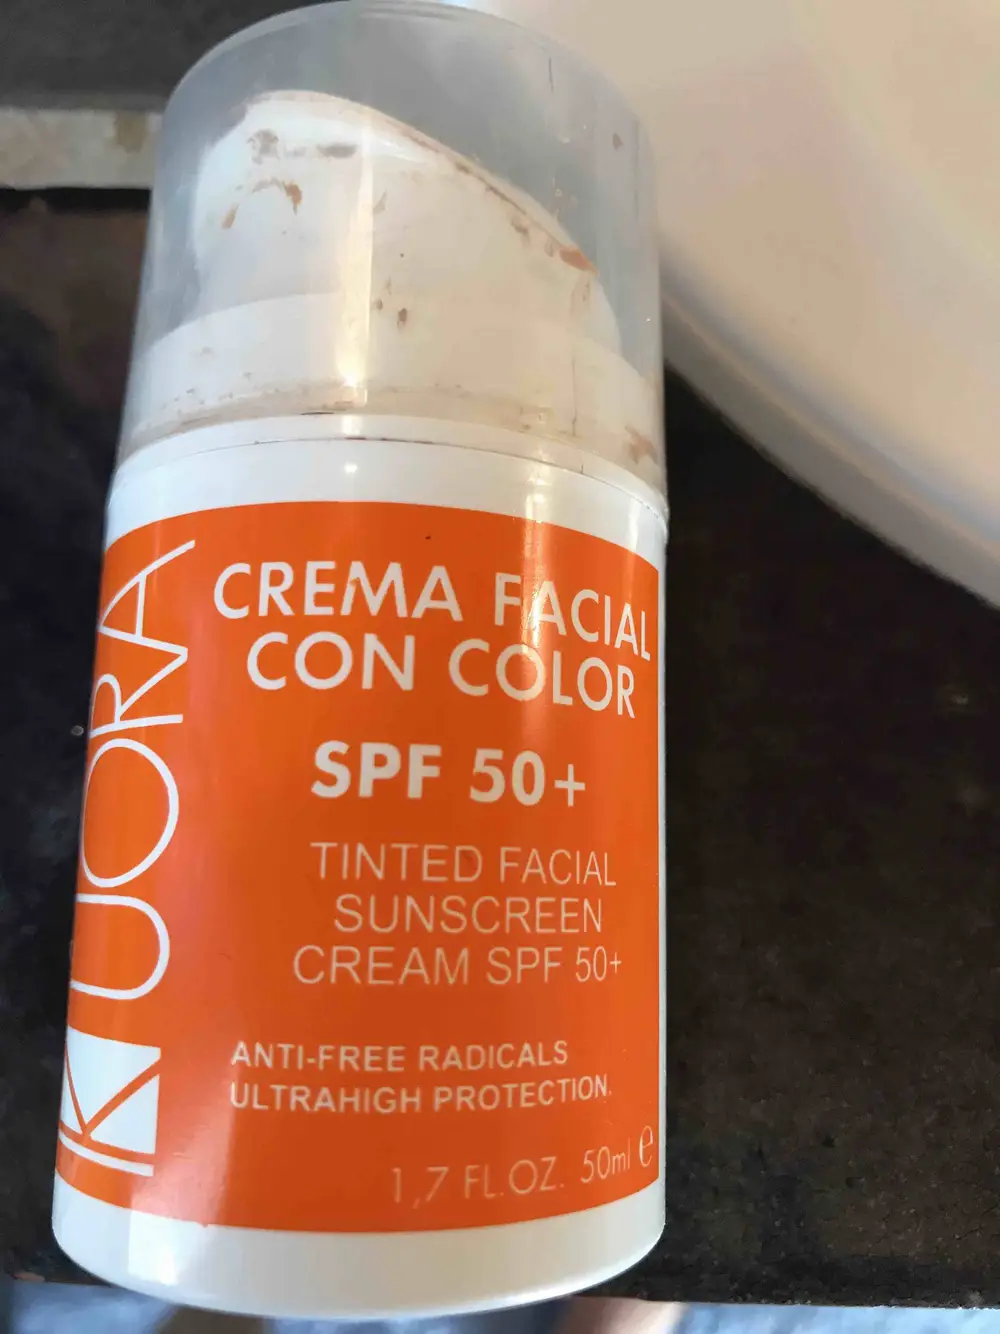 KUORA
CREMA FACIAL
CON COLOR
SPF 50+
TINTED FACIAL
SUNSCREEN
CREAM SPF 50+
ANTI-FREE RADICALS
ULTRAHIGH PROTECTION.
1,7 FL.OZ. 50ml e